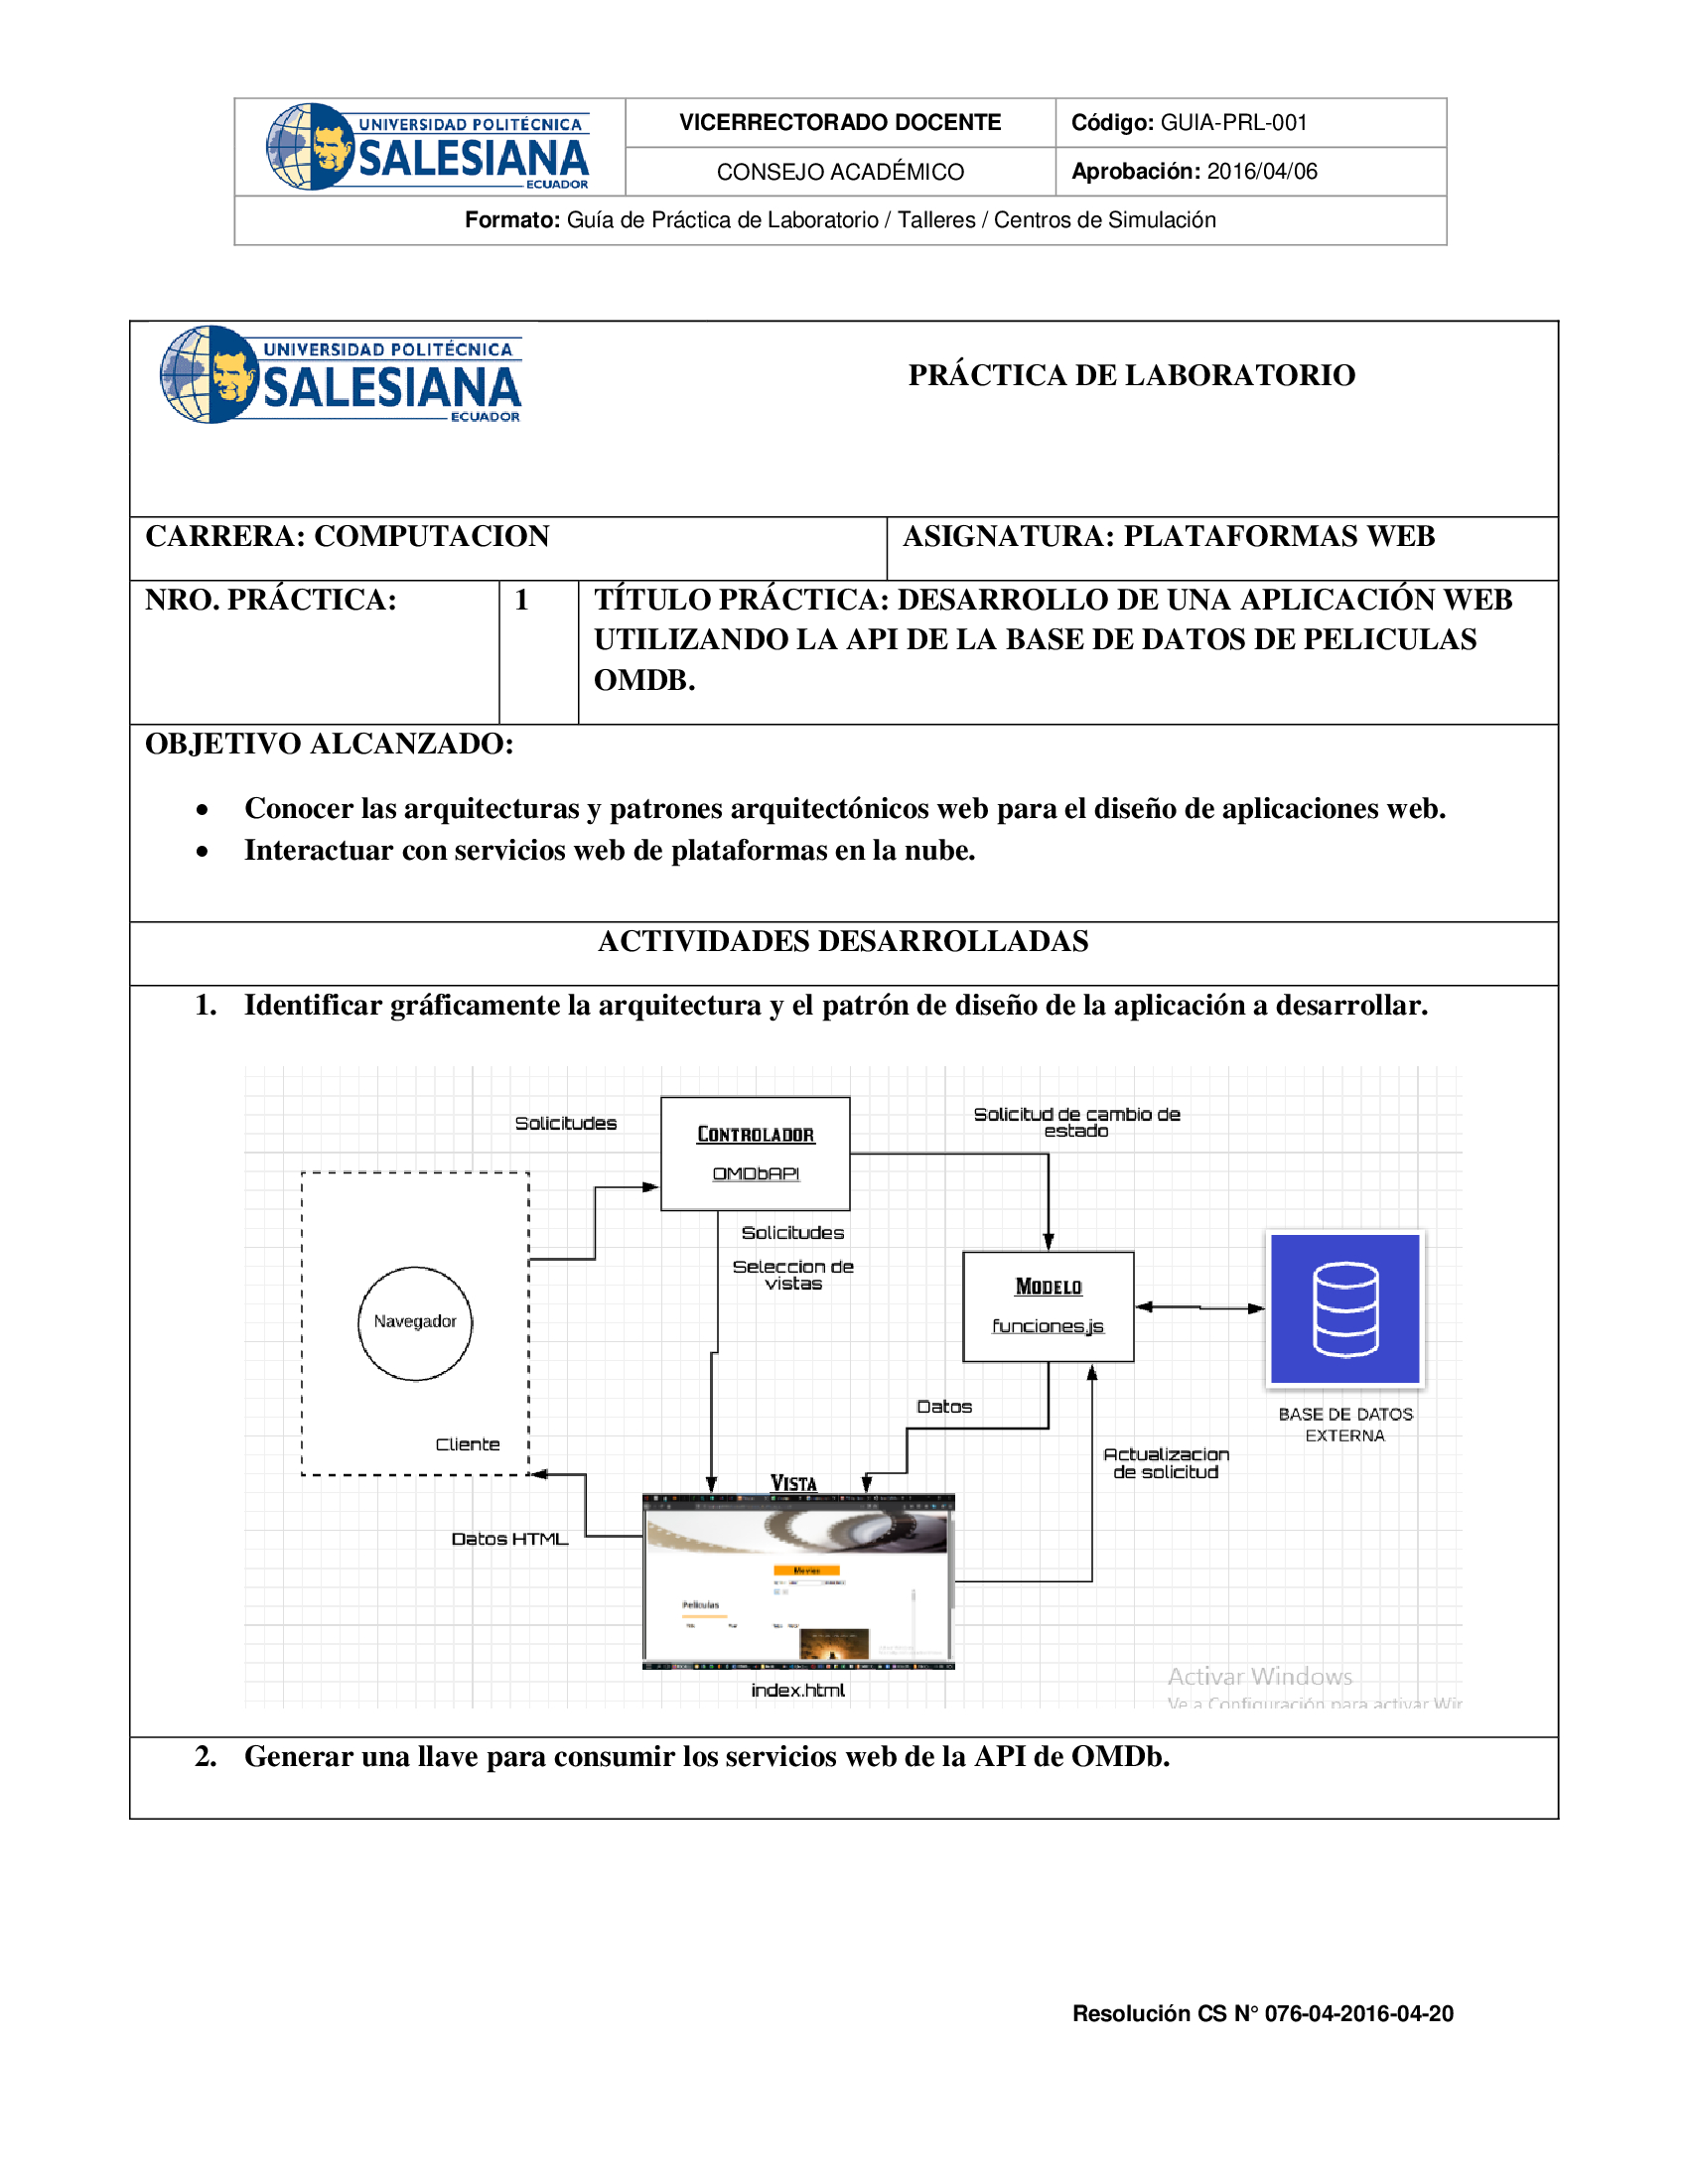 UNIVERSIDAD POLITÉCNICA
SALESIANA
ECUADOR
VICERRECTORADO DOCENTE
Código: GUIA-PRL-001
CONSEJO ACADÉMICO
Aprobación: 2016/04/06
Formato: Guía de Práctica de Laboratorio / Talleres / Centros de Simulación
UNIVERSIDAD POLITÉCNICA
SALESIANA
ECUADOR
PRÁCTICA DE LABORATORIO
CARRERA: COMPUTACION
ASIGNATURA: PLATAFORMAS WEB
NRO. PRÁCTICA:
1
TÍTULO PRÁCTICA: DESARROLLO DE UNA APLICACIÓN WEB
UTILIZANDO LA API DE LA BASE DE DATOS DE PELICULAS
OMDB.
OBJETIVO ALCANZADO:
• Conocer las arquitecturas y patrones arquitectónicos web para el diseño de aplicaciones web.
• Interactuar con servicios web de plataformas en la nube.
ACTIVIDADES DESARROLLADAS
1. Identificar gráficamente la arquitectura y el patrón de diseño de la aplicación a desarrollar.
Solicitudes
CONTROLADOR
OMDbAPI
Solicitud de cambio de
estado
Solicitudes
Seleccion de
vistas
MODELO
funciones.js
Navegador
Cliente
Datos
BASE DE DATOS
EXTERNA
Actualizacion
de solicitud
VISTA
Datos HTML
Movies
Peliculas
index.html
Activar Windows
Ve a Configuración para activar Wir
2. Generar una llave para consumir los servicios web de la API de OMDb.
Resolución CS N° 076-04-2016-04-20